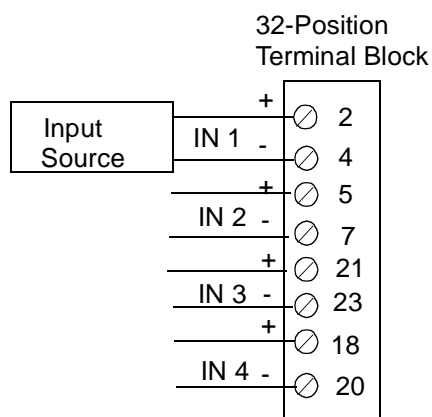 32-Position
Terminal Block
+ 2
Input
Source
IN 1 - 4
+ 5
IN 2 - 7
+ 21
IN 3 - 23
+ 18
IN 4 - 20